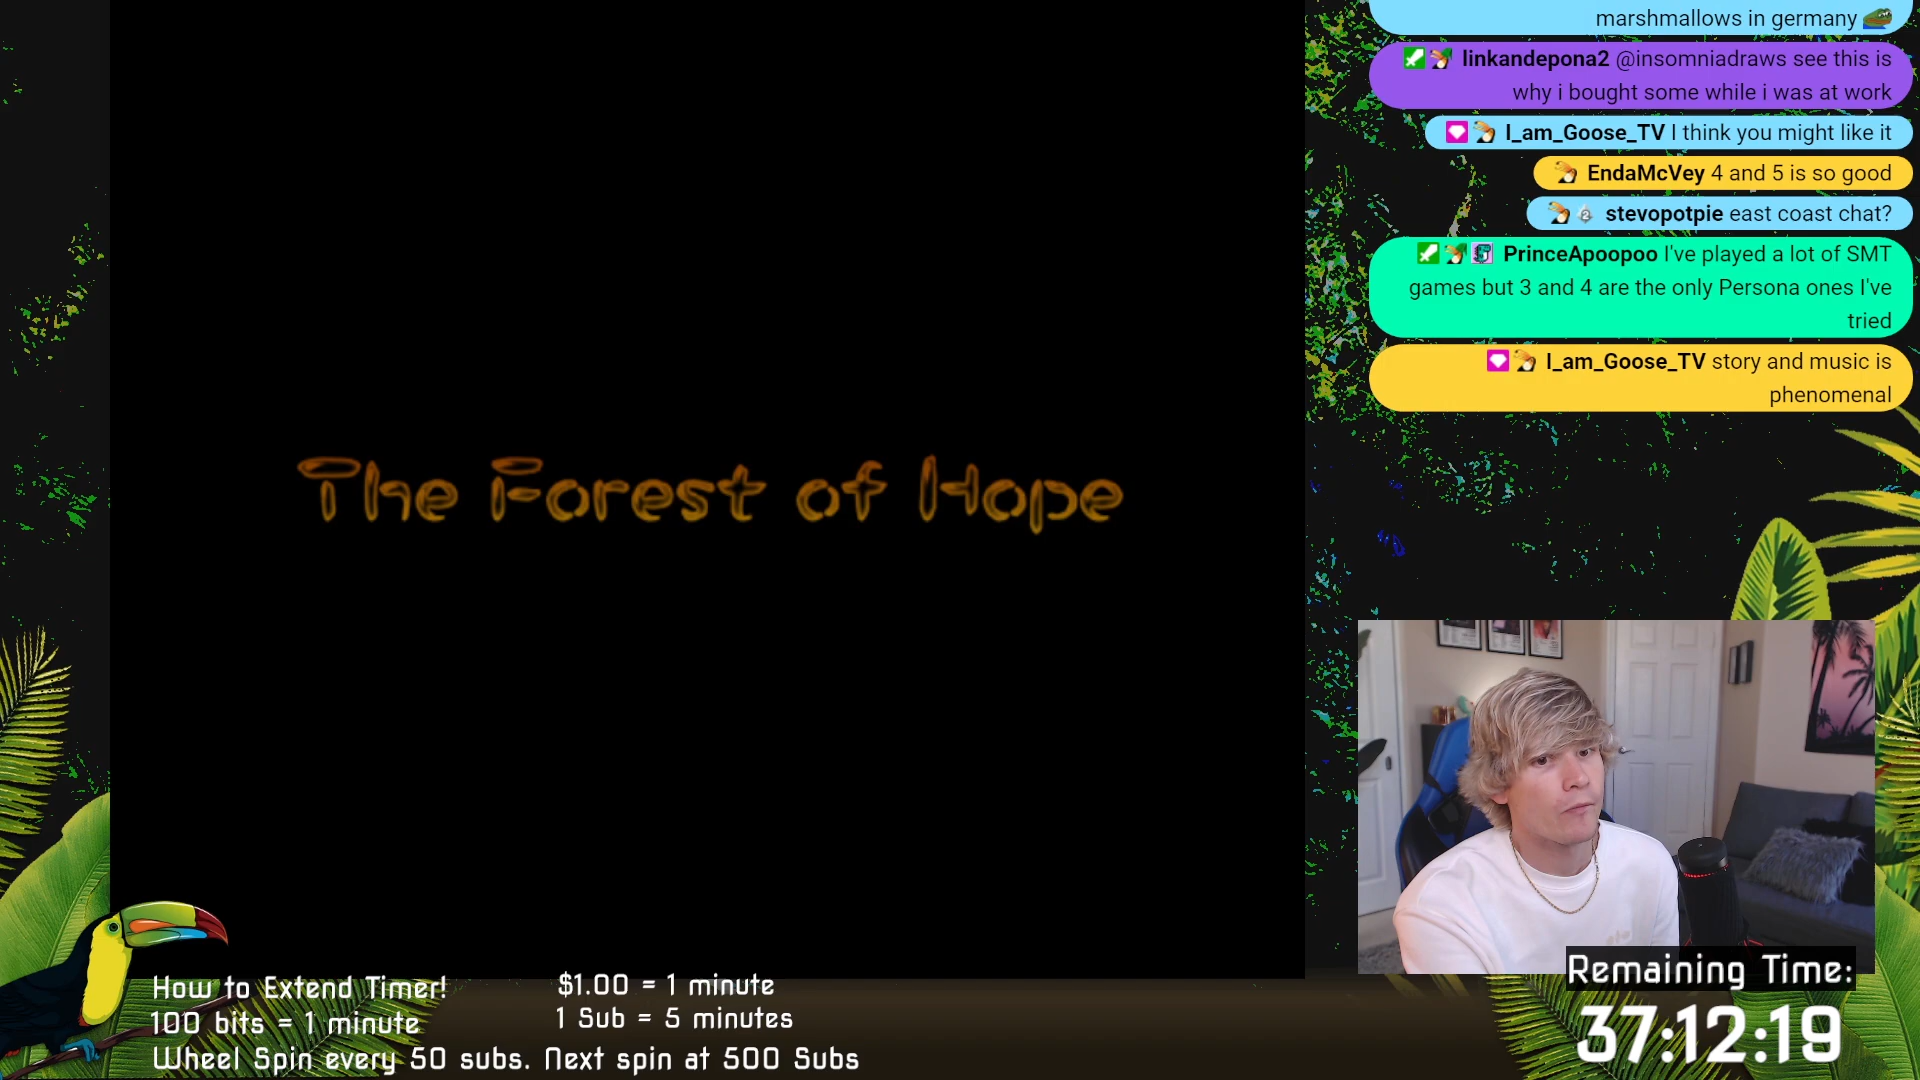 marshmallows in germany
linkandepona2 @insomniadraws see this is
why i bought some while i was at work
I_am_Goose_TV I think you might like it
EndaMcVey 4 and 5 is so good
stevopotpie east coast chat?
PrinceApoopoo I've played a lot of SMT
games but 3 and 4 are the only Persona ones I've
tried
I_am_Goose_TV story and music is
phenomenal
The Forest of Hope
Remaining Time:
37:12:19
How to Extend Timer!
100 bits = 1 minute
$1.00 = 1 minute
1 Sub = 5 minutes
Wheel Spin every 50 subs. Next spin at 500 Subs